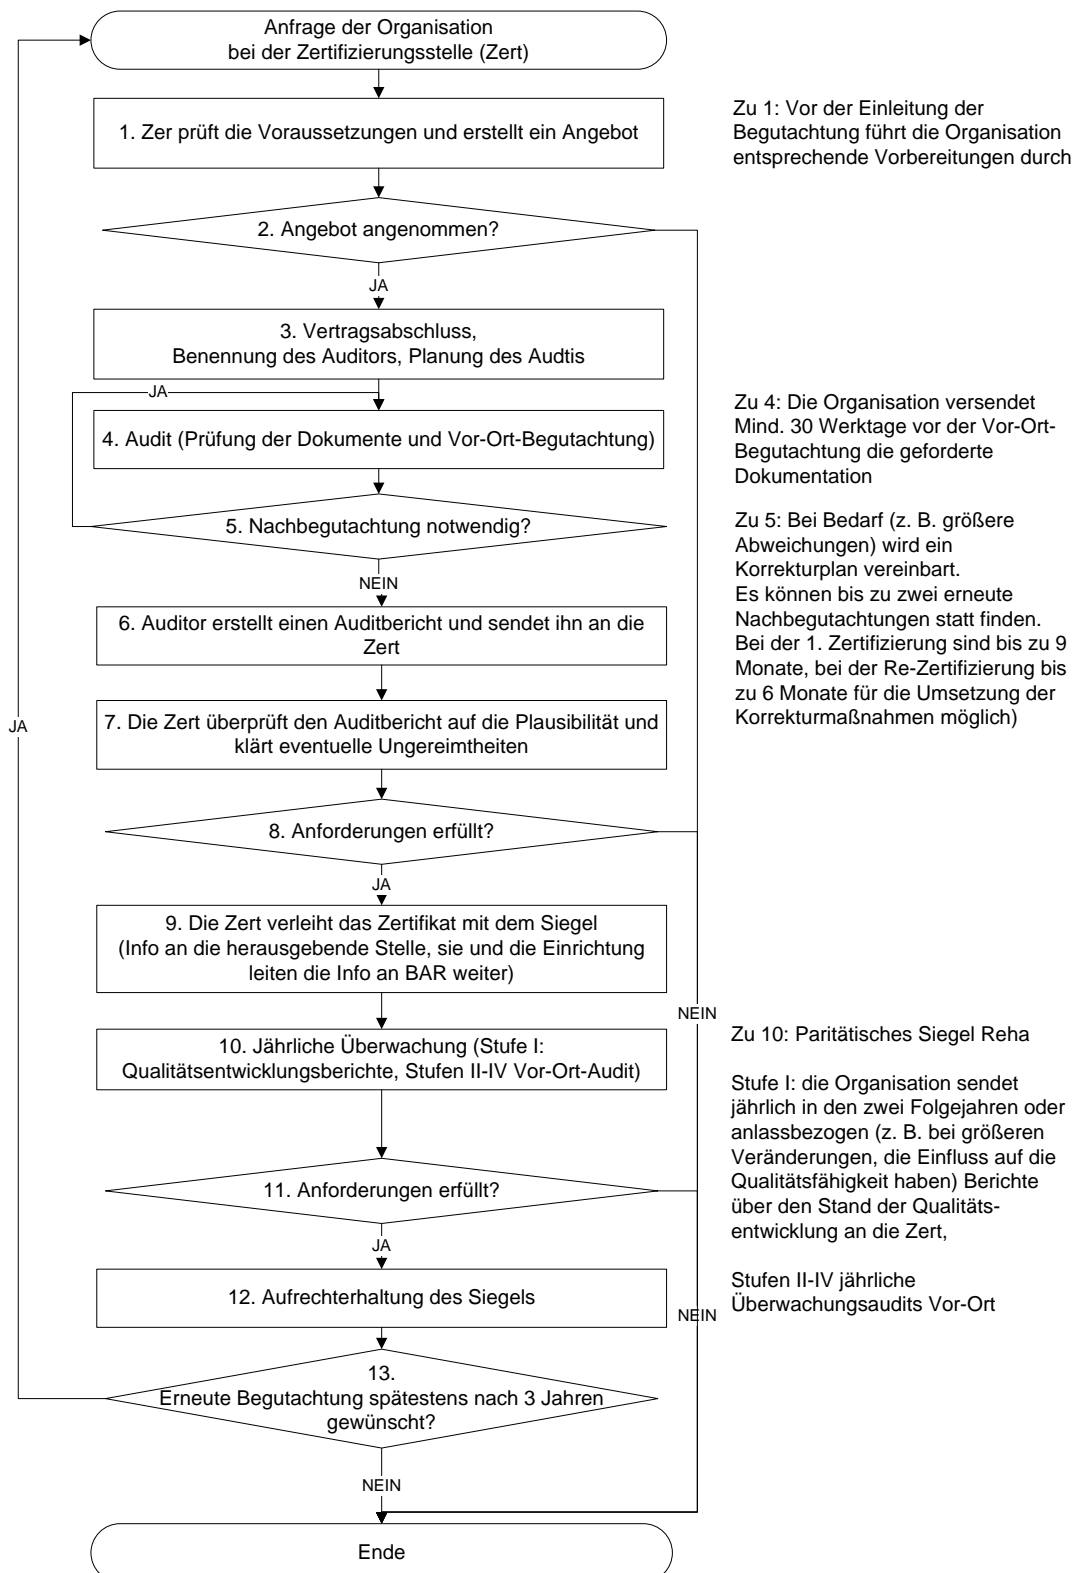 Anfrage der Organisation
bei der Zertifizierungsstelle (Zert)
1. Zer prüft die Voraussetzungen und erstellt ein Angebot
Zu 1: Vor der Einleitung der
Begutachtung führt die Organisation
entsprechende Vorbereitungen durch
2. Angebot angenommen?
JA
3. Vertragsabschluss,
Benennung des Auditors, Planung des Audtis
JA
4. Audit (Prüfung der Dokumente und Vor-Ort-Begutachtung)
Zu 4: Die Organisation versendet
Mind. 30 Werktage vor der Vor-Ort-
Begutachtung die geforderte
Dokumentation
5. Nachbegutachtung notwendig?
Zu 5: Bei Bedarf (z. B. größere
Abweichungen) wird ein
Korrekturplan vereinbart.
Es können bis zu zwei erneute
Nachbegutachtungen statt finden.
Bei der 1. Zertifizierung sind bis zu 9
Monate, bei der Re-Zertifizierung bis
zu 6 Monate für die Umsetzung der
Korrekturmaßnahmen möglich)
NEIN
6. Auditor erstellt einen Auditbericht und sendet ihn an die
Zert
7. Die Zert überprüft den Auditbericht auf die Plausibilität und
klärt eventuelle Ungereimtheiten
JA
8. Anforderungen erfüllt?
JA
9. Die Zert verleiht das Zertifikat mit dem Siegel
(Info an die herausgebende Stelle, sie und die Einrichtung
leiten die Info an BAR weiter)
NEIN
10. Jährliche Überwachung (Stufe I:
Qualitätsentwicklungsberichte, Stufen II-IV Vor-Ort-Audit)
Zu 10: Paritätisches Siegel Reha
Stufe I: die Organisation sendet
jährlich in den zwei Folgejahren oder
anlassbezogen (z. B. bei größeren
Veränderungen, die Einfluss auf die
Qualitätsfähigkeit haben) Berichte
über den Stand der Qualitäts-
entwicklung an die Zert,
Stufen II-IV jährliche
Überwachungsaudits Vor-Ort
11. Anforderungen erfüllt?
JA
12. Aufrechterhaltung des Siegels
NEIN
13.
Erneute Begutachtung spätestens nach 3 Jahren
gewünscht?
NEIN
Ende